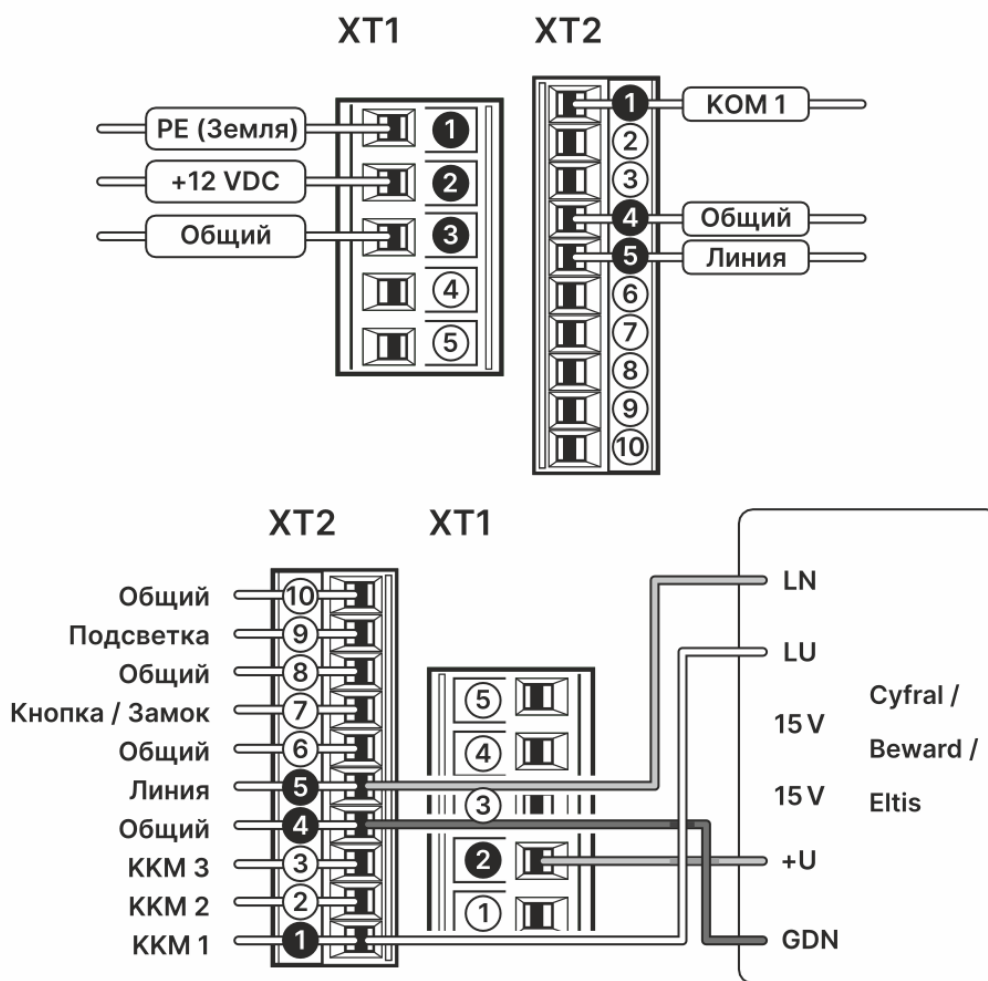 XT1
XT2
PE (Земля)
1
+12 VDC
2
Общий
3
4
5
1
КОМ 1
2
3
4
Общий
5
Линия
6
7
8
9
10
XT2
XT1
Общий
10
Подсветка
9
Общий
8
Кнопка / Замок
7
Общий
6
Линия
5
Общий
4
ККМ 3
3
ККМ 2
2
ККМ 1
1
5
4
3
2
1
LN
LU
15 V
15 V
+U
GDN
Cyfral /
Beward /
Eltis